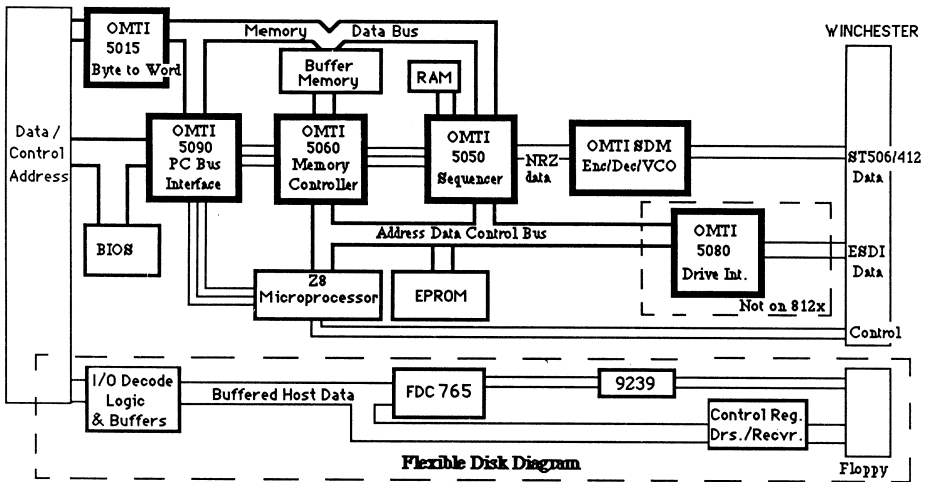 OMTI
5015
Byte to Word
Memory
Data Bus
WINCHESTER
Buffer
Memory
RAM
Data /
Control
Address
OMTI
5090
PC Bus
Interface
OMTI
5060
Memory
Controller
OMTI
5050
Sequencer
NRZ
data
OMTI SDM
Enc/Dec/VCO
ST506/412
Data
BIOS
Address Data Control Bus
OMTI
5080
Drive Int.
ESDI
Data
Z8
Microprocessor
EPROM
Not on 812x
Control
I/O Decode
Logic
& Buffers
Buffered Host Data
FDC 765
9239
Control Reg.
Drs./Recvr.
Flexible Disk Diagram
Floppy